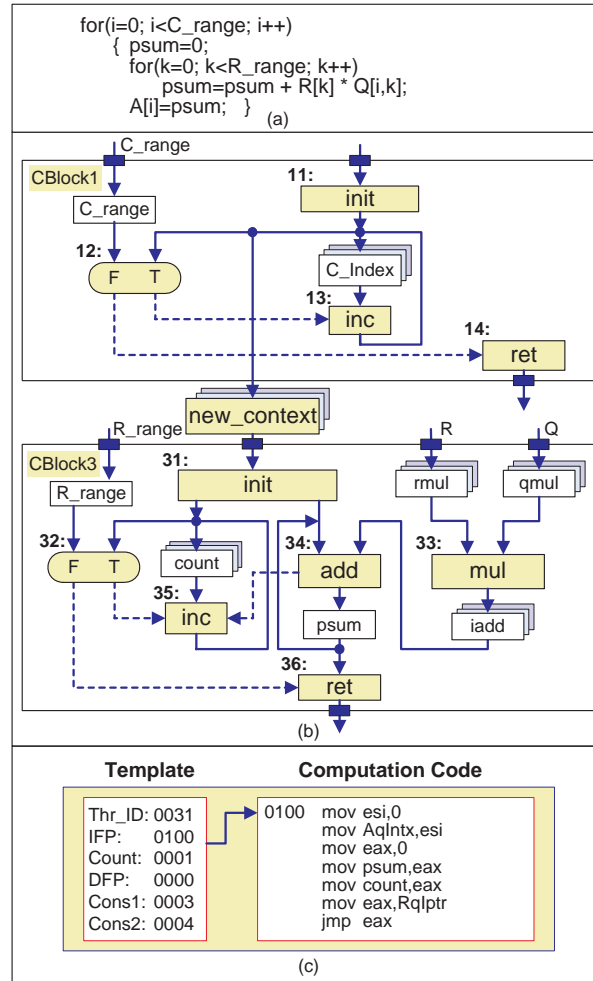 for(i=0; i<C_range; i++)
{ psum=0;
for(k=0; k<R_range; k++)
psum=psum + R[k] * Q[i,k];
A[i]=psum; }
(a)
C_range
CBlock1
11:
init
C_range
12:
F T
C_Index
13:
inc
14:
ret
new_context
R_range
R
Q
CBlock3
31:
init
rmul
qmul
R_range
32:
F T
count
34:
add
33:
mul
35:
inc
psum
iadd
36:
ret
(b)
Template
Computation Code
Thr_ID: 0031
IFP: 0100
Count: 0001
DFP: 0000
Cons1: 0003
Cons2: 0004
0100 mov esi,0
mov AqIntx,esi
mov eax,0
mov psum,eax
mov count,eax
mov eax,RqIptr
jmp eax
(c)